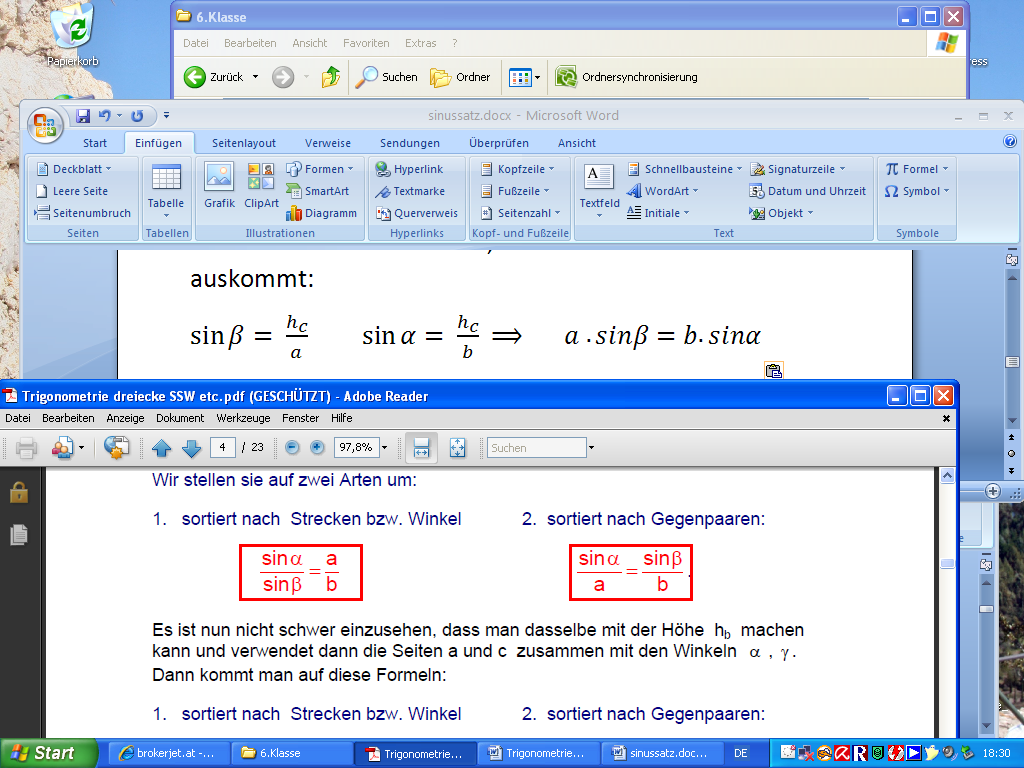 Papierkorb
6.Klasse
Datei Bearbeiten Ansicht Favoriten Extras ?
Zurück Suchen Ordner Ordnersynchronisierung
ess
sinussatz.docx - Microsoft Word
Start Einfügen Seitenlayout Verweise Sendungen Überprüfen Ansicht
Deckblatt
Leere Seite
Seitenumbruch
Seiten
Tabelle
Tabellen
Grafik ClipArt
Formen
SmartArt
Diagramm
Illustrationen
Hyperlink
Textmarke
Querverweis
Hyperlinks
Kopfzeile
Fußzeile
Seitenzahl
Kopf- und Fußzeile
Textfeld
Schnellbausteine
WordArt
Initiale
Signaturzeile
Datum und Uhrzeit
Objekt
Text
π Formel
Ω Symbol
Symbole
auskommt:
sin β = h_c/a sin α = h_c/b ⟹ a . sinβ = b. sinα
Trigonometrie dreiecke SSW etc.pdf (GESCHÜTZT) - Adobe Reader
Datei Bearbeiten Anzeige Dokument Werkzeuge Fenster Hilfe
4 / 23 97,8% Suchen
Wir stellen sie auf zwei Arten um:
1. sortiert nach Strecken bzw. Winkel 2. sortiert nach Gegenpaaren:
sin α / sin β = a / b sin α / a = sin β / b .
Es ist nun nicht schwer einzusehen, dass man dasselbe mit der Höhe h_b machen
kann und verwendet dann die Seiten a und c zusammen mit den Winkeln α , γ .
Dann kommt man auf diese Formeln:
1. sortiert nach Strecken bzw. Winkel 2. sortiert nach Gegenpaaren:
Start brokerjet.at -... 6.Klasse Trigonometrie... Trigonometrie... sinussatz.doc... DE 18:30